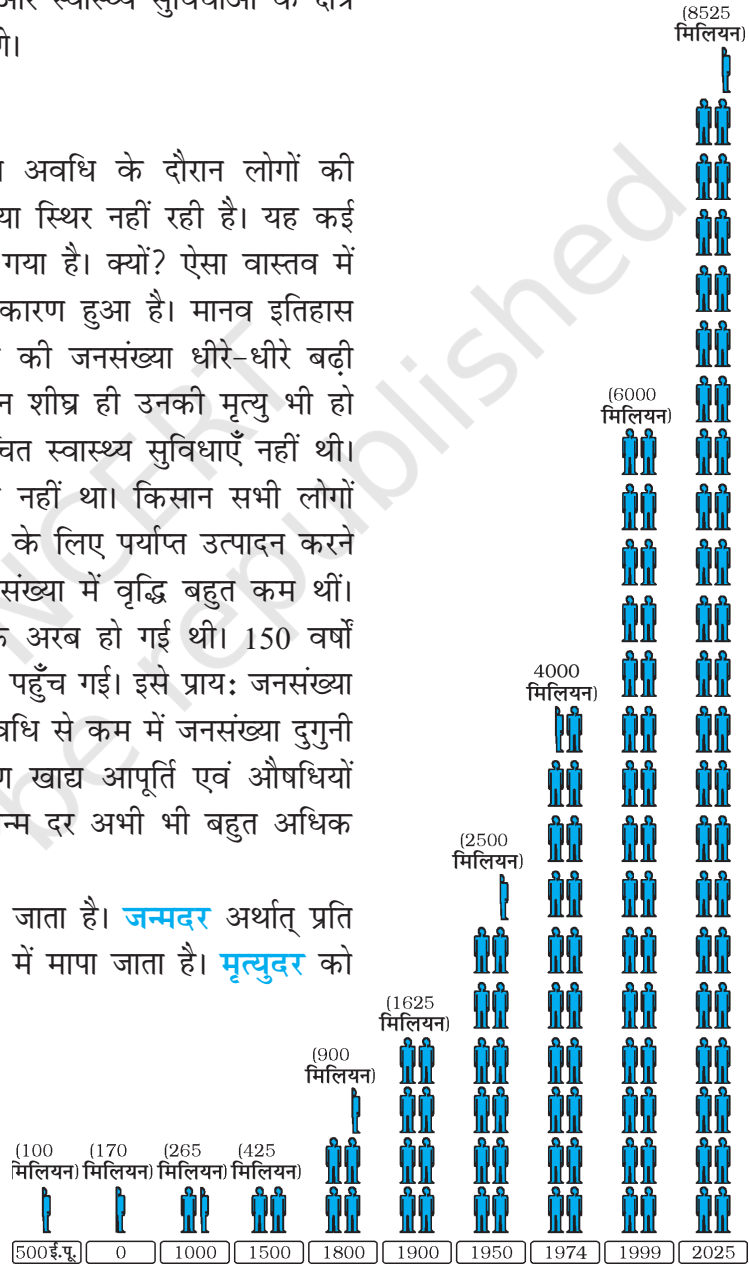 और स्वास्थ्य सुविधाओं के क्षेत्र
गे।
अवधि के दौरान लोगों की
या स्थिर नहीं रही है। यह कई
गया है। क्यों? ऐसा वास्तव में
कारण हुआ है। मानव इतिहास
की जनसंख्या धीरे-धीरे बढ़ी
न शीघ्र ही उनकी मृत्यु भी हो
चित स्वास्थ्य सुविधाएँ नहीं थी।
नहीं था। किसान सभी लोगों
के लिए पर्याप्त उत्पादन करने
संख्या में वृद्धि बहुत कम थीं।
अरब हो गई थी। 150 वर्षों
पहुँच गई। इसे प्राय: जनसंख्या
वधि से कम में जनसंख्या दुगुनी
ण खाद्य आपूर्ति एवं औषधियों
न्म दर अभी भी बहुत अधिक
जाता है। जन्मदर अर्थात् प्रति
में मापा जाता है। मृत्युदर को
(8525
मिलियन)
(6000
मिलियन)
4000
मिलियन)
(2500
मिलियन)
(1625
मिलियन)
(900
मिलियन)
(100 (170 (265 (425
मिलियन) मिलियन) मिलियन) मिलियन)
500ई.पू. 0 1000 1500 1800 1900 1950 1974 1999 2025
NCERT
be republished